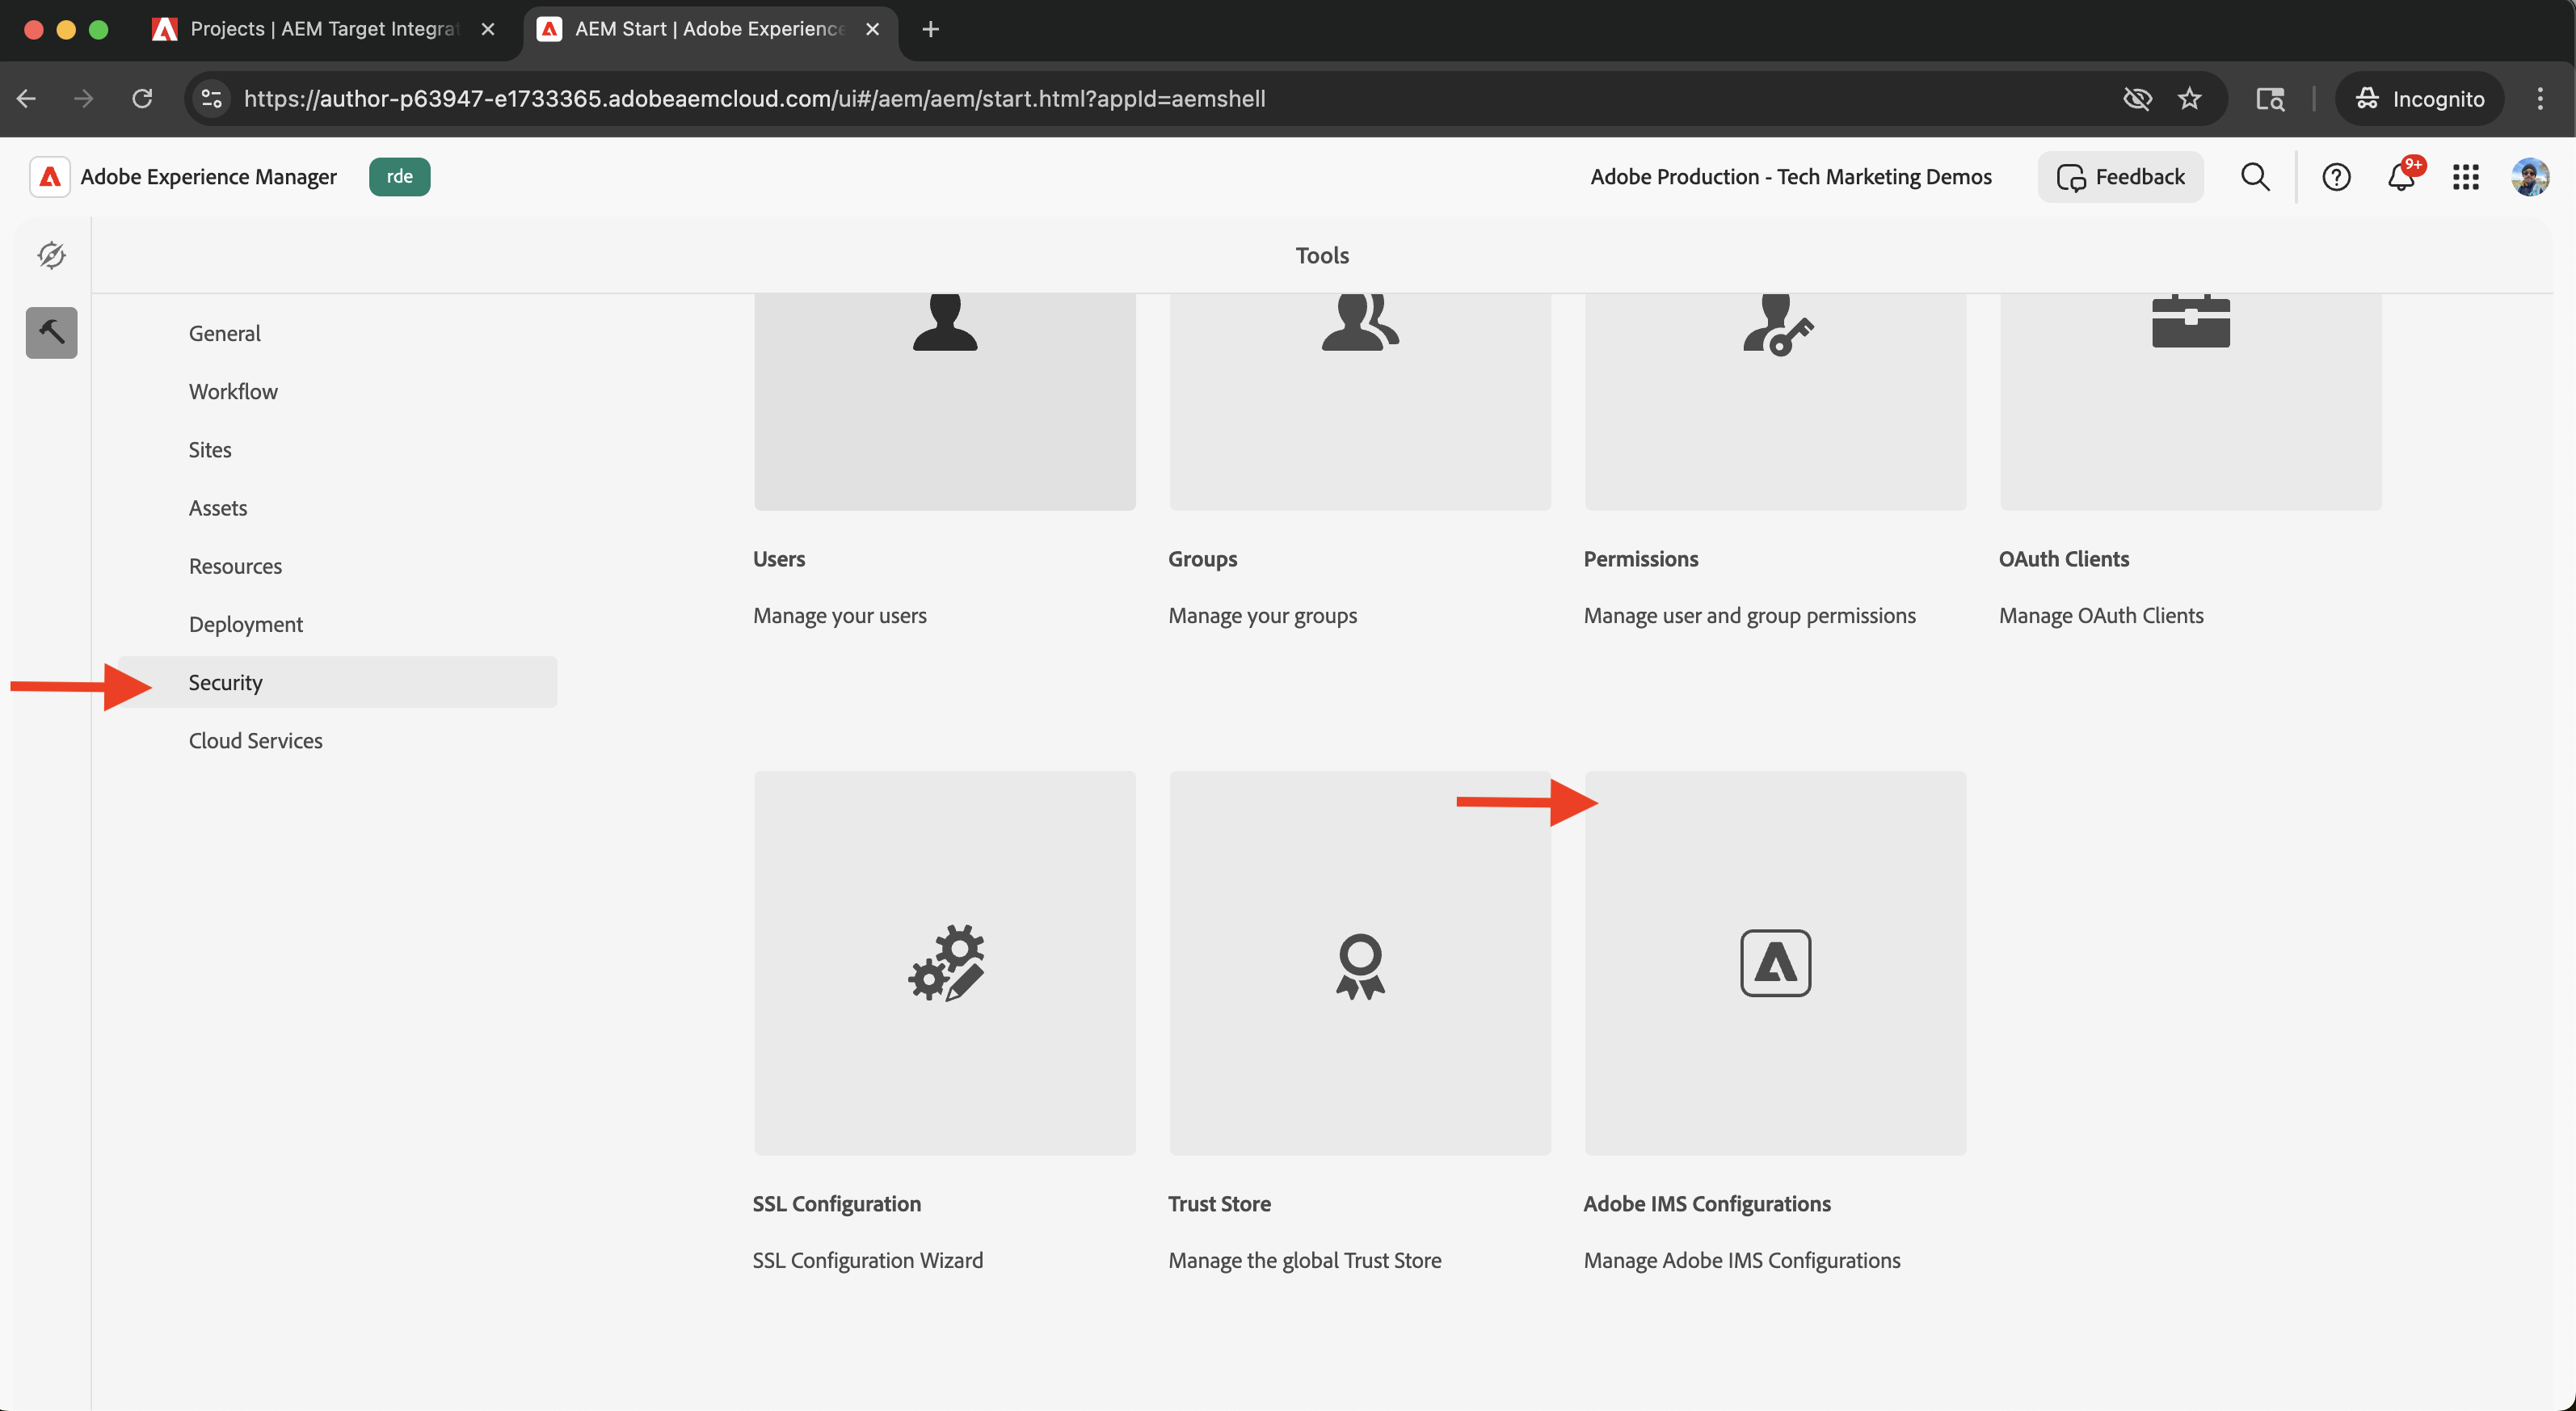 Projects | AEM Target Integrat
AEM Start | Adobe Experience
https://author-p63947-e1733365.adobeaemcloud.com/ui#/aem/aem/start.html?appId=aemshell
Incognito
Adobe Experience Manager
rde
Adobe Production - Tech Marketing Demos
Feedback
9+
Tools
General
Workflow
Sites
Assets
Resources
Deployment
Security
Cloud Services
Users
Groups
Permissions
OAuth Clients
Manage your users
Manage your groups
Manage user and group permissions
Manage OAuth Clients
SSL Configuration
Trust Store
Adobe IMS Configurations
SSL Configuration Wizard
Manage the global Trust Store
Manage Adobe IMS Configurations